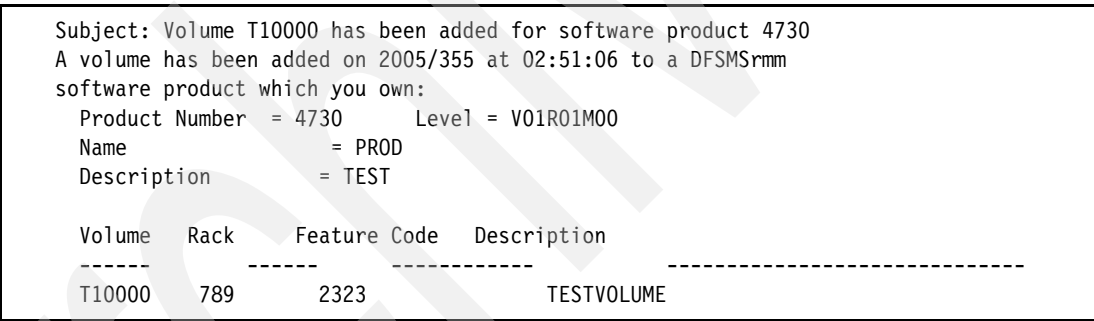 Subject: Volume T10000 has been added for software product 4730
A volume has been added on 2005/355 at 02:51:06 to a DFSMSrmm
software product which you own:
Product Number = 4730 Level = V01R01M00
Name = PROD
Description = TEST
Volume Rack Feature Code Description
------ ------ ------------ ------------------------------
T10000 789 2323 TESTVOLUME